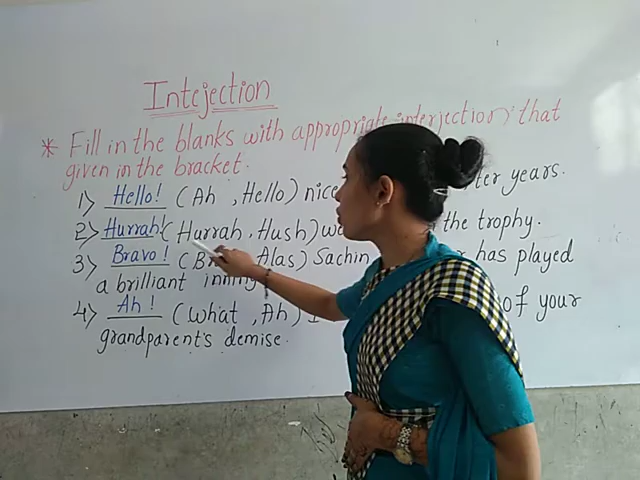 Intejection
* Fill in the blanks with appropriate interjection that
given in the bracket.
1) Hello! (Ah , Hello) nice years.
2) Hurrah! ( Hurrah , Hush) the trophy.
3) Bravo! ( Alas) Sachin has played
a brilliant
4) Ah! (what , Ah) of your
grandparent's demise.